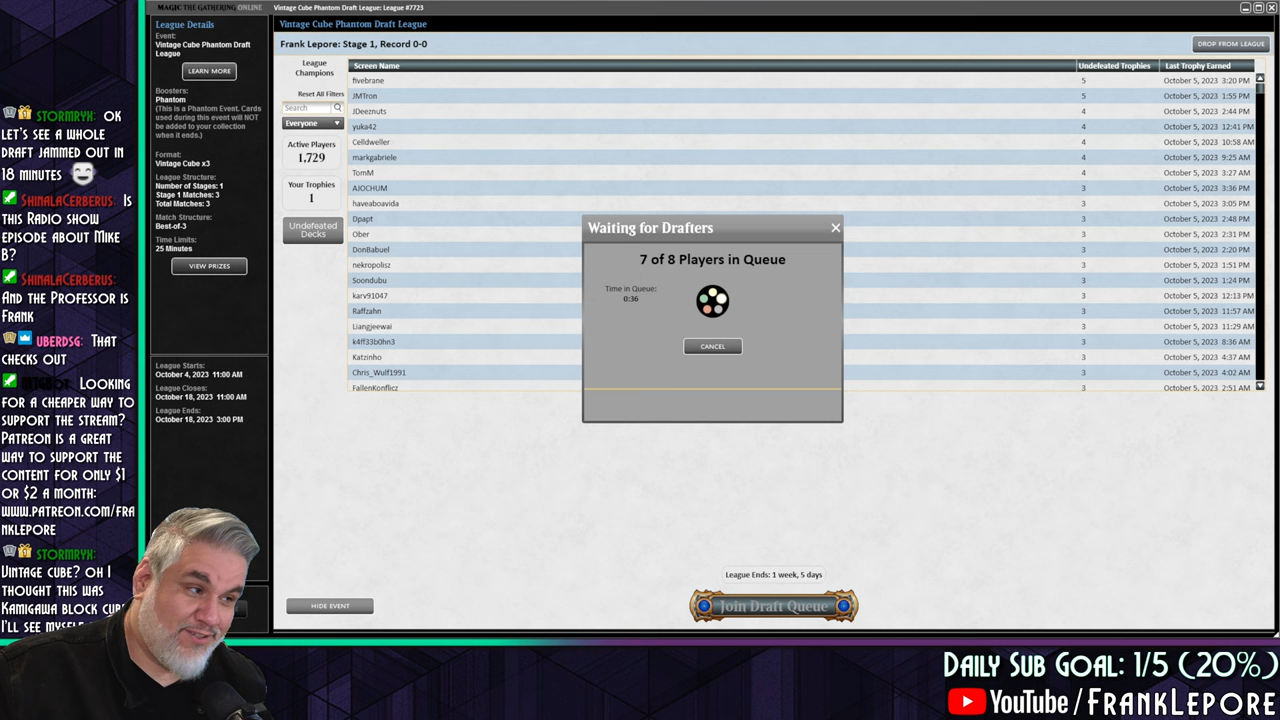 MAGIC THE GATHERING ONLINE
Vintage Cube Phantom Draft League: League #7723
League Details
Event:
Vintage Cube Phantom Draft
League
LEARN MORE
Boosters:
Phantom
(This is a Phantom Event. Cards
used during this event will NOT
be added to your collection
when it ends.)
Format:
Vintage Cube x3
League Structure:
Number of Stages: 1
Stage 1 Matches: 3
Total Matches: 3
Match Structure:
Best-of-3
Time Limits:
25 Minutes
VIEW PRIZES
League Starts:
October 4, 2023 11:00 AM
League Closes:
October 18, 2023 11:00 AM
League Ends:
October 18, 2023 3:00 PM
Vintage Cube Phantom Draft League
Frank Lepore: Stage 1, Record 0-0
DROP FROM LEAGUE
League
Champions
Reset All Filters
Search
Everyone
Active Players
1,729
Your Trophies
1
Undefeated
Decks
Screen Name Undefeated Trophies Last Trophy Earned
fivebrane 5 October 5, 2023 3:20 PM
JMTron 5 October 5, 2023 1:55 PM
JDeeznuts 4 October 5, 2023 2:44 PM
yuka42 4 October 5, 2023 12:41 PM
Celldweller 4 October 5, 2023 10:58 AM
markgabriele 4 October 5, 2023 9:25 AM
TomM 4 October 5, 2023 3:27 AM
AJOCHUM 3 October 5, 2023 3:36 PM
haveaboavida 3 October 5, 2023 3:05 PM
Dpapt 3 October 5, 2023 2:48 PM
Ober 3 October 5, 2023 2:31 PM
DonBabuel 3 October 5, 2023 2:20 PM
nekropolisz 3 October 5, 2023 1:51 PM
Soondubu 3 October 5, 2023 1:24 PM
karv91047 3 October 5, 2023 12:13 PM
Raffzahn 3 October 5, 2023 11:57 AM
Liangjeewai 3 October 5, 2023 11:29 AM
k4ff33b0hn3 3 October 5, 2023 8:36 AM
Katzinho 3 October 5, 2023 4:37 AM
Chris_Wulf1991 3 October 5, 2023 4:02 AM
FallenKonflicz 3 October 5, 2023 2:51 AM
Waiting for Drafters
7 of 8 Players in Queue
Time in Queue:
0:36
CANCEL
League Ends: 1 week, 5 days
HIDE EVENT
Join Draft Queue
STORMRYH: OK
LET'S SEE A WHOLE
DRAFT JAMMED OUT IN
18 MINUTES
SHINALACERBERUS: IS
THIS RADIO SHOW
EPISODE ABOUT MIKE
B?
SHINALACERBERUS:
AND THE PROFESSOR IS
FRANK
UBERDSG: THAT
CHECKS OUT
LOOKING
FOR A CHEAPER WAY TO
SUPPORT THE STREAM?
PATREON IS A GREAT
WAY TO SUPPORT THE
CONTENT FOR ONLY $1
OR $2 A MONTH:
WWW.PATREON.COM/FRA
NKLEPORE
STORMRYH:
VINTAGE CUBE? OH I
THOUGHT THIS WAS
KAMIGAWA BLOCK CUBE
I'LL SEE MYSELF
DAILY SUB GOAL: 1/5 (20%)
YOUTUBE/FRANKLEPORE